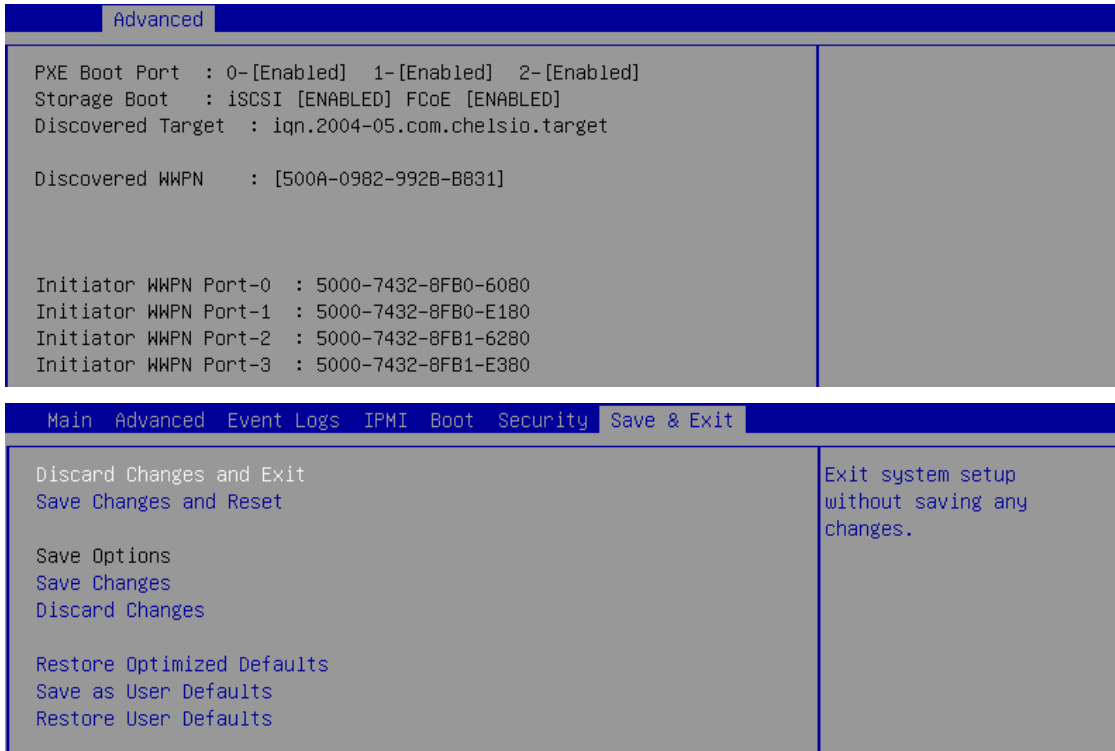 Advanced
PXE Boot Port : 0-[Enabled] 1-[Enabled] 2-[Enabled]
Storage Boot : iSCSI [ENABLED] FCoE [ENABLED]
Discovered Target : iqn.2004-05.com.chelsio.target
Discovered WWPN : [500A-0982-992B-B831]
Initiator WWPN Port-0 : 5000-7432-8FB0-6080
Initiator WWPN Port-1 : 5000-7432-8FB0-E180
Initiator WWPN Port-2 : 5000-7432-8FB1-6280
Initiator WWPN Port-3 : 5000-7432-8FB1-E380
Main Advanced Event Logs IPMI Boot Security Save & Exit
Discard Changes and Exit
Save Changes and Reset
Save Options
Save Changes
Discard Changes
Restore Optimized Defaults
Save as User Defaults
Restore User Defaults
Exit system setup
without saving any
changes.